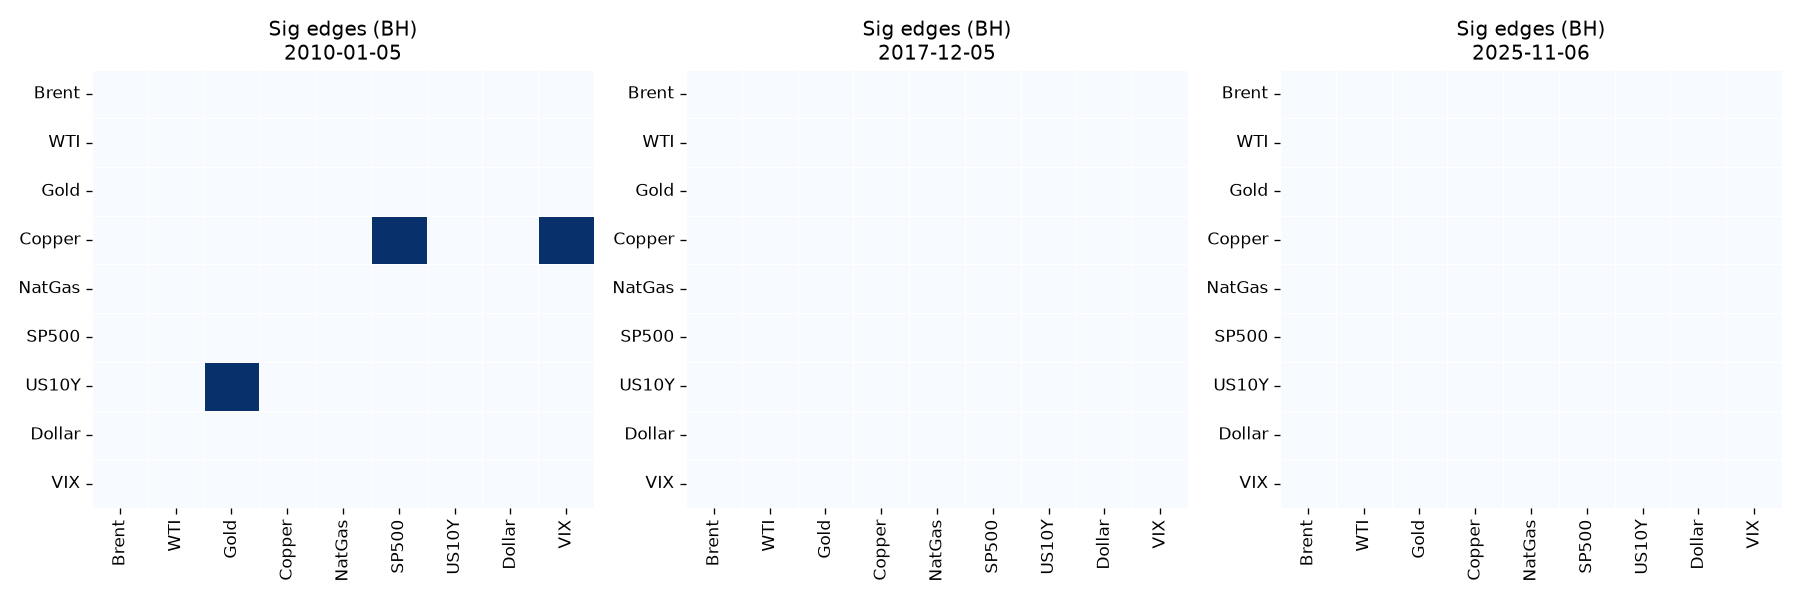 Sig edges (BH)
2010-01-05
Brent
WTI
Gold
Copper
NatGas
SP500
US10Y
Dollar
VIX
Brent
WTI
Gold
Copper
NatGas
SP500
US10Y
Dollar
VIX
Sig edges (BH)
2017-12-05
Brent
WTI
Gold
Copper
NatGas
SP500
US10Y
Dollar
VIX
Brent
WTI
Gold
Copper
NatGas
SP500
US10Y
Dollar
VIX
Sig edges (BH)
2025-11-06
Brent
WTI
Gold
Copper
NatGas
SP500
US10Y
Dollar
VIX
Brent
WTI
Gold
Copper
NatGas
SP500
US10Y
Dollar
VIX